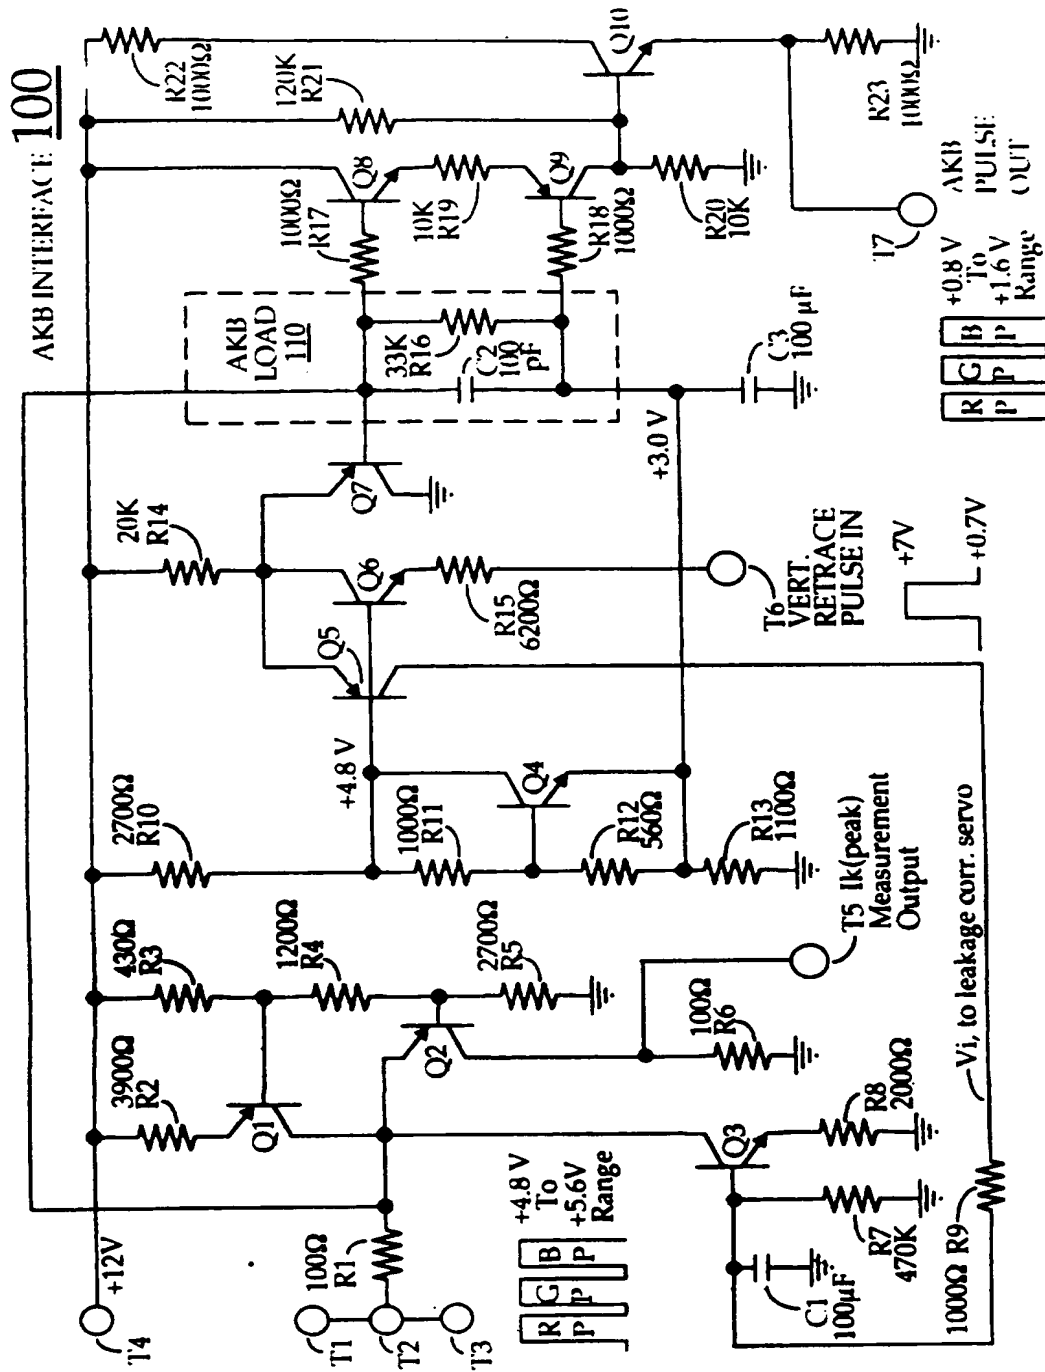 AKB INTERFACE 100
+12V
T4
T1
T2
T3
100Ω
R1
3900Ω
R2
430Ω
R3
1200Ω
R4
2700Ω
R5
Q1
Q2
100Ω
R6
T5 Ik(peak)
Measurement
Output
Q3
R8
2000Ω
R7
470K
C1
100µF
1000Ω R9
Vi, to leakage corr. servo
+4.8 V
To
+5.6V
Range
R G B
P P P
2700Ω
R10
+4.8 V
1000Ω
R11
Q4
R12
560Ω
R13
1100Ω
Q5
Q6
R15
6200Ω
20K
R14
Q7
T6
VERT.
RETRACE
PULSE IN
+7V
+0.7V
+3.0 V
AKB
LOAD
110
33K
R16
C2
100
pF
C3
100 µF
1000Ω
R17
Q8
10K
R19
Q9
R18
1000Ω
R20
10K
120K
R21
R22
1000Ω
Q10
R23
1000Ω
T7
AKB
PULSE
OUT
+0.8 V
To
+1.6 V
Range
R G B
P P P